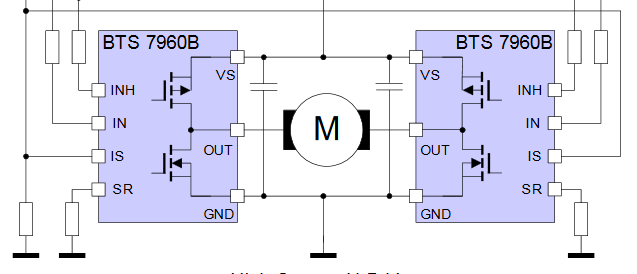 BTS 7960B
BTS 7960B
VS
VS
INH
INH
IN
IN
M
OUT
OUT
IS
IS
SR
SR
GND
GND